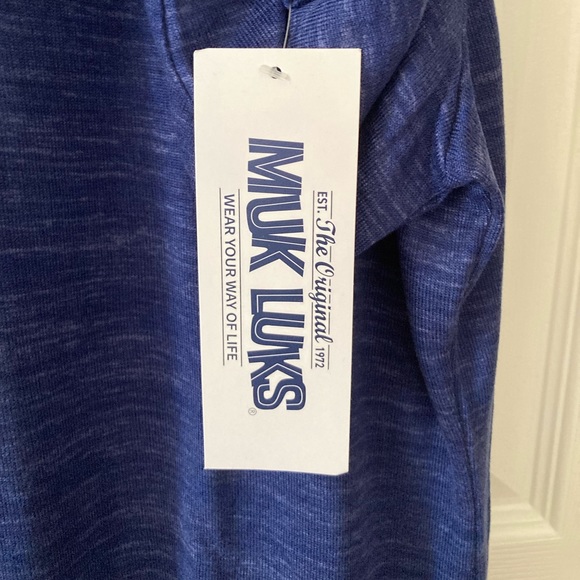 EST. The Original 1972
MUK LUKS®
WEAR YOUR WAY OF LIFE